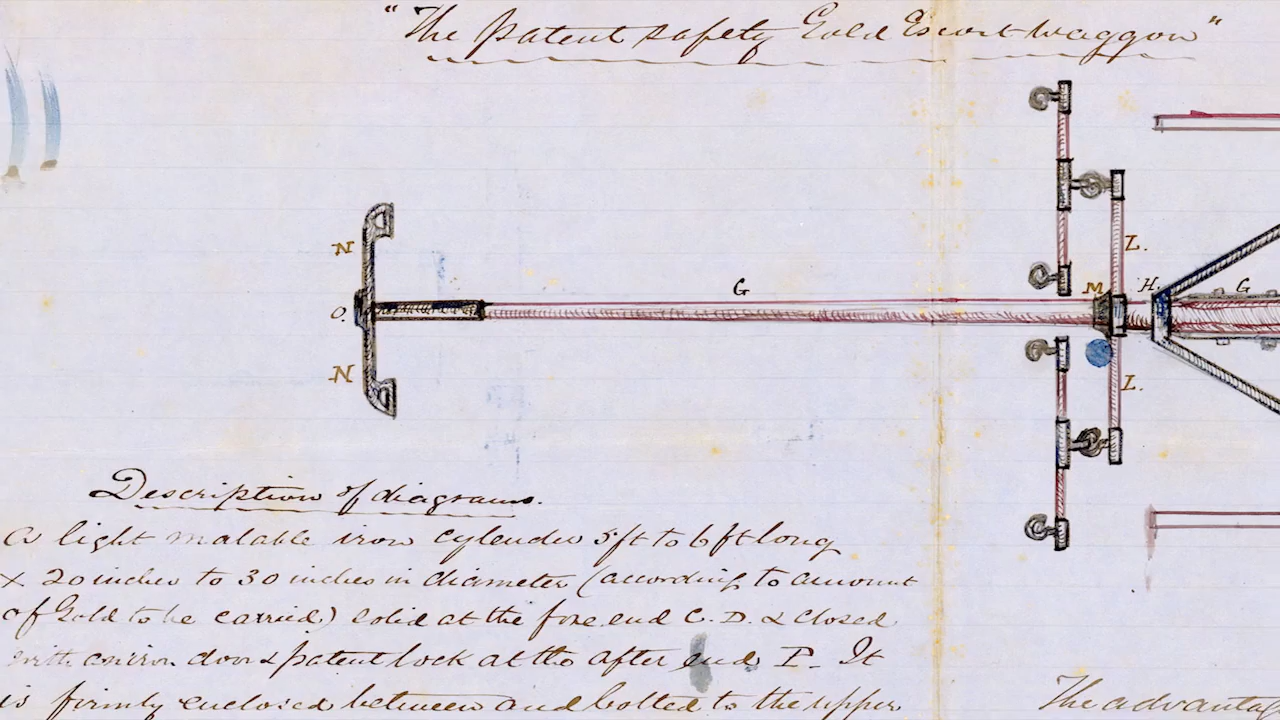 "The patent safety Gold Escort Waggon"
N
G
L.
M
H.
G
O.
N
L.
Description of diagrams.
A light malable iron cylender 5ft to 6ft long
x 20 inches to 30 inches in diameter (according to amount
of Gold to be carried) solid at the fore end C. D. & closed
with an iron door & patent lock at the after end P. It
is firmly enclosed between and bolted to the upper
The advantag